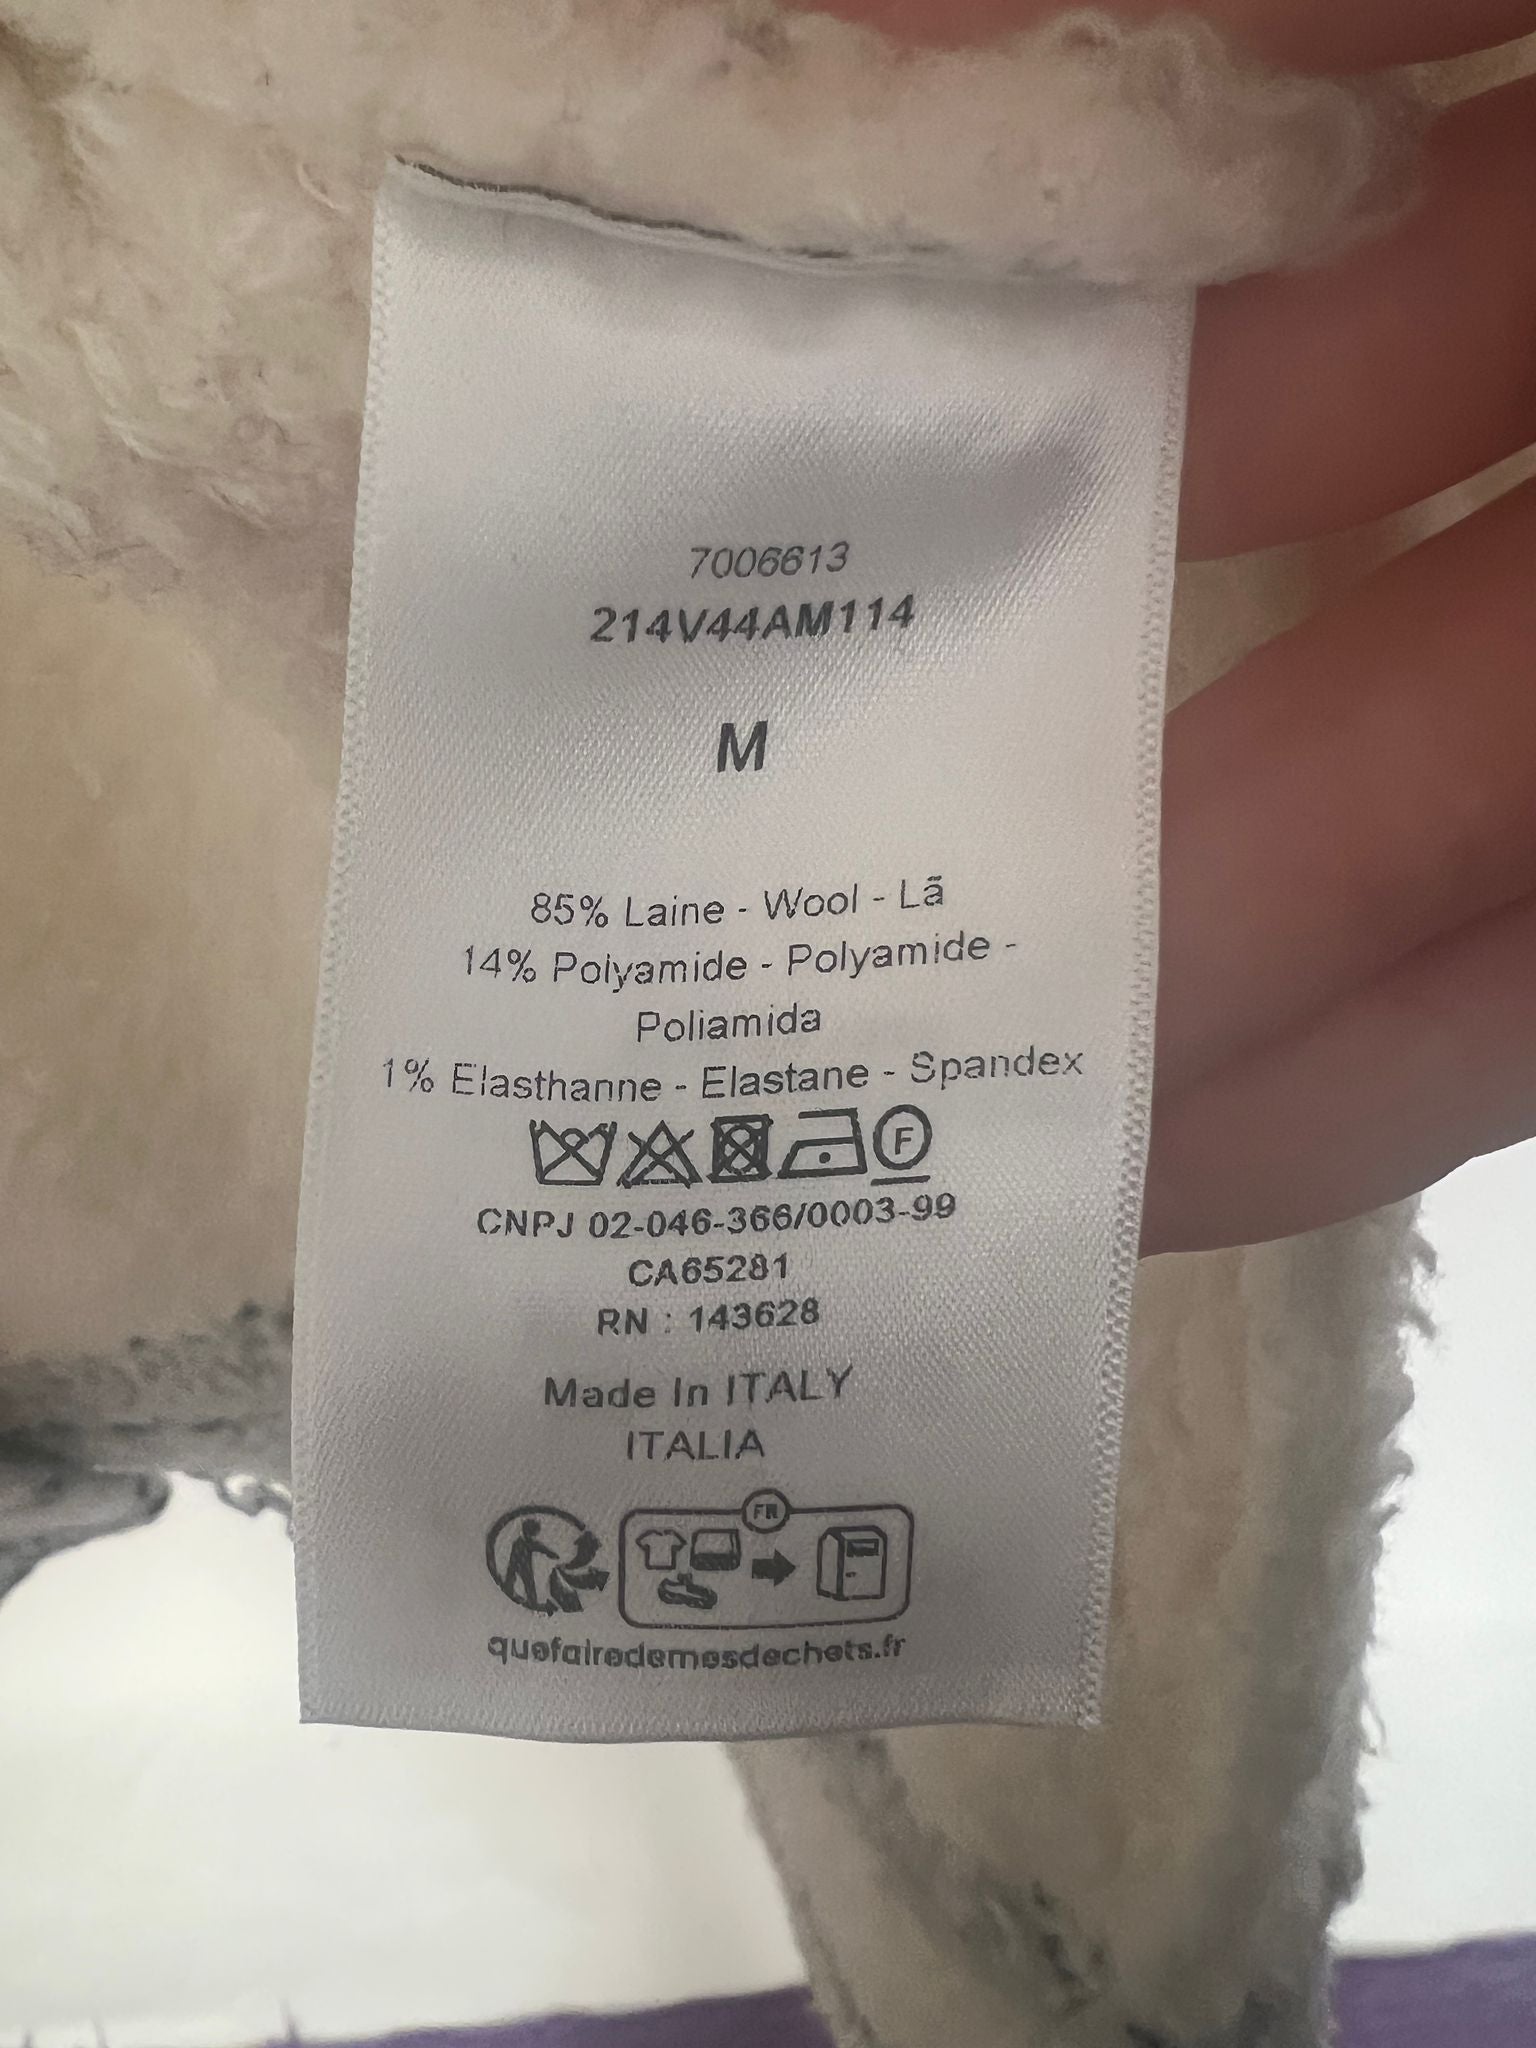 7006613
214V44AM114
M
85% Laine - Wool - Lã
14% Polyamide - Polyamide -
Poliamida
1% Elasthanne - Elastane - Spandex
F
CNPJ 02-046-366/0003-99
CA65281
RN : 143628
Made In ITALY
ITALIA
FR
quefairedemesdechets.fr